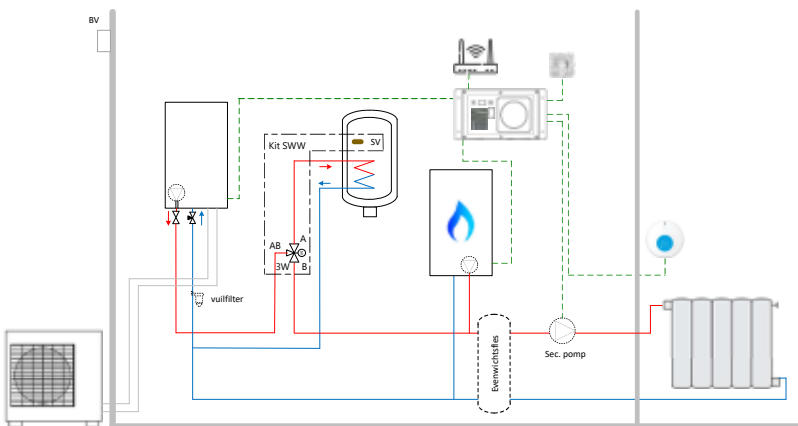 BV
Kit SWW
SV
AB
A
3W
B
vuilfilter
Evenwichtsfles
Sec. pomp